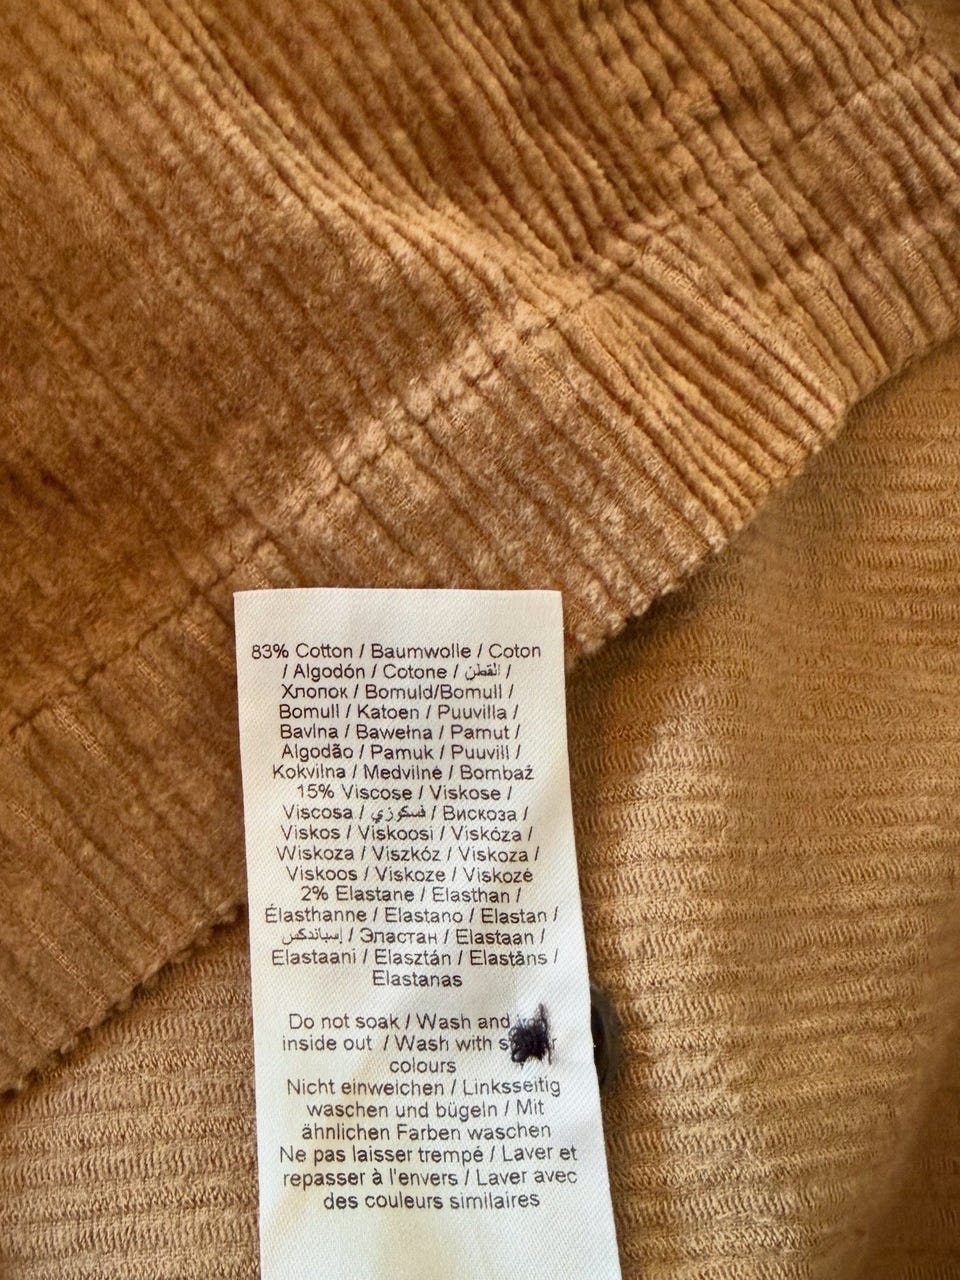 83% Cotton / Baumwolle / Coton
/ Algodón / Cotone / القطن /
Хлопок / Bomuld/Bomull /
Bomull / Katoen / Puuvilla /
Bavlna / Bawełna / Pamut /
Algodão / Pamuk / Puuvill /
Kokvilna / Medvilnė / Bombaž
15% Viscose / Viskose /
Viscosa / فسكوزي / Вискоза /
Viskos / Viskoosi / Viskóza /
Wiskoza / Viszkóz / Viskoza /
Viskoos / Viskoze / Viskozė
2% Elastane / Elasthan /
Élasthanne / Elastano / Elastan /
إسباندكس / Эластан / Elastaan /
Elastaani / Elasztán / Elastāns /
Elastanas
Do not soak / Wash and
inside out / Wash with
colours
Nicht einweichen / Linksseitig
waschen und bügeln / Mit
ähnlichen Farben waschen
Ne pas laisser trempé / Laver et
repasser à l'envers / Laver avec
des couleurs similaires